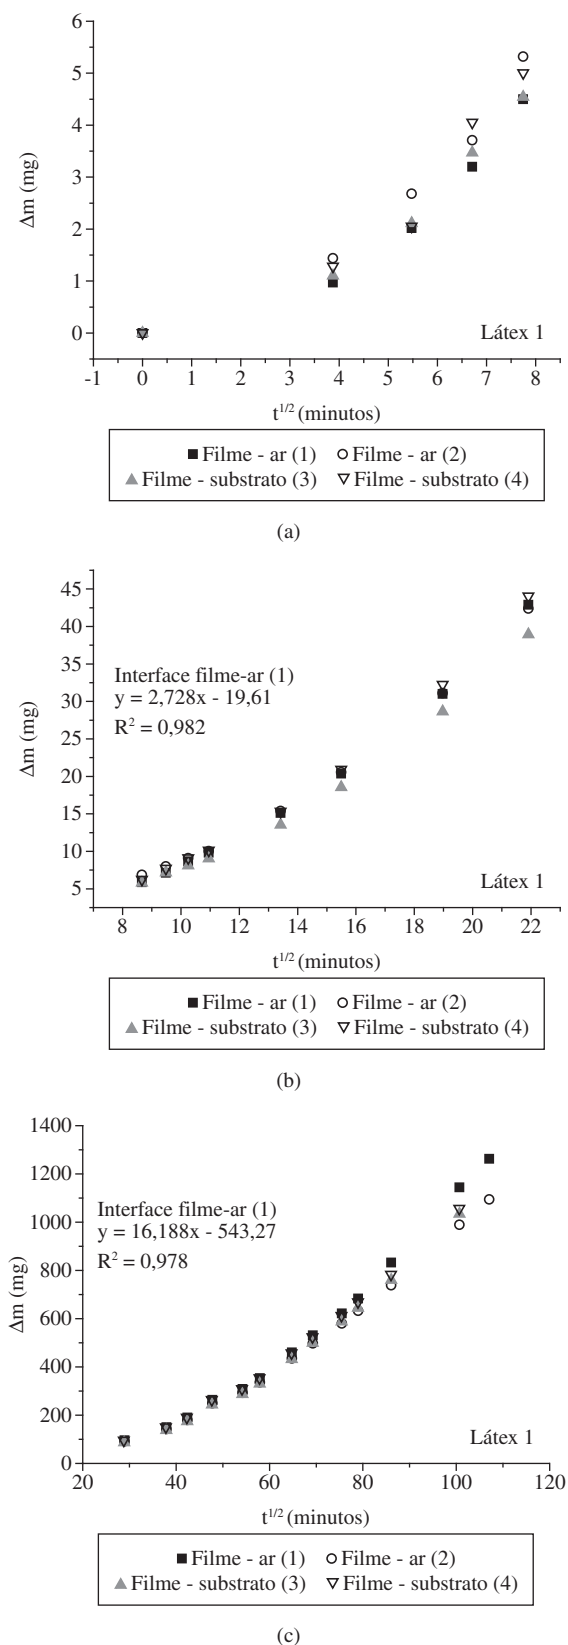 6
5
4
3
2
1
0
Δm (mg)
Látex 1
-1 0 1 2 3 4 5 6 7 8
t^1/2 (minutos)
■ Filme - ar (1) ○ Filme - ar (2)
▲ Filme - substrato (3) ▽ Filme - substrato (4)
(a)
45
40
35
30
25
20
15
10
5
Δm (mg)
Interface filme-ar (1)
y = 2,728x - 19,61
R² = 0,982
Látex 1
8 10 12 14 16 18 20 22
t^1/2 (minutos)
■ Filme - ar (1) ○ Filme - ar (2)
▲ Filme - substrato (3) ▽ Filme - substrato (4)
(b)
1400
1200
1000
800
600
400
200
0
Δm (mg)
Interface filme-ar (1)
y = 16,188x - 543,27
R² = 0,978
Látex 1
20 40 60 80 100 120
t^1/2 (minutos)
■ Filme - ar (1) ○ Filme - ar (2)
▲ Filme - substrato (3) ▽ Filme - substrato (4)
(c)